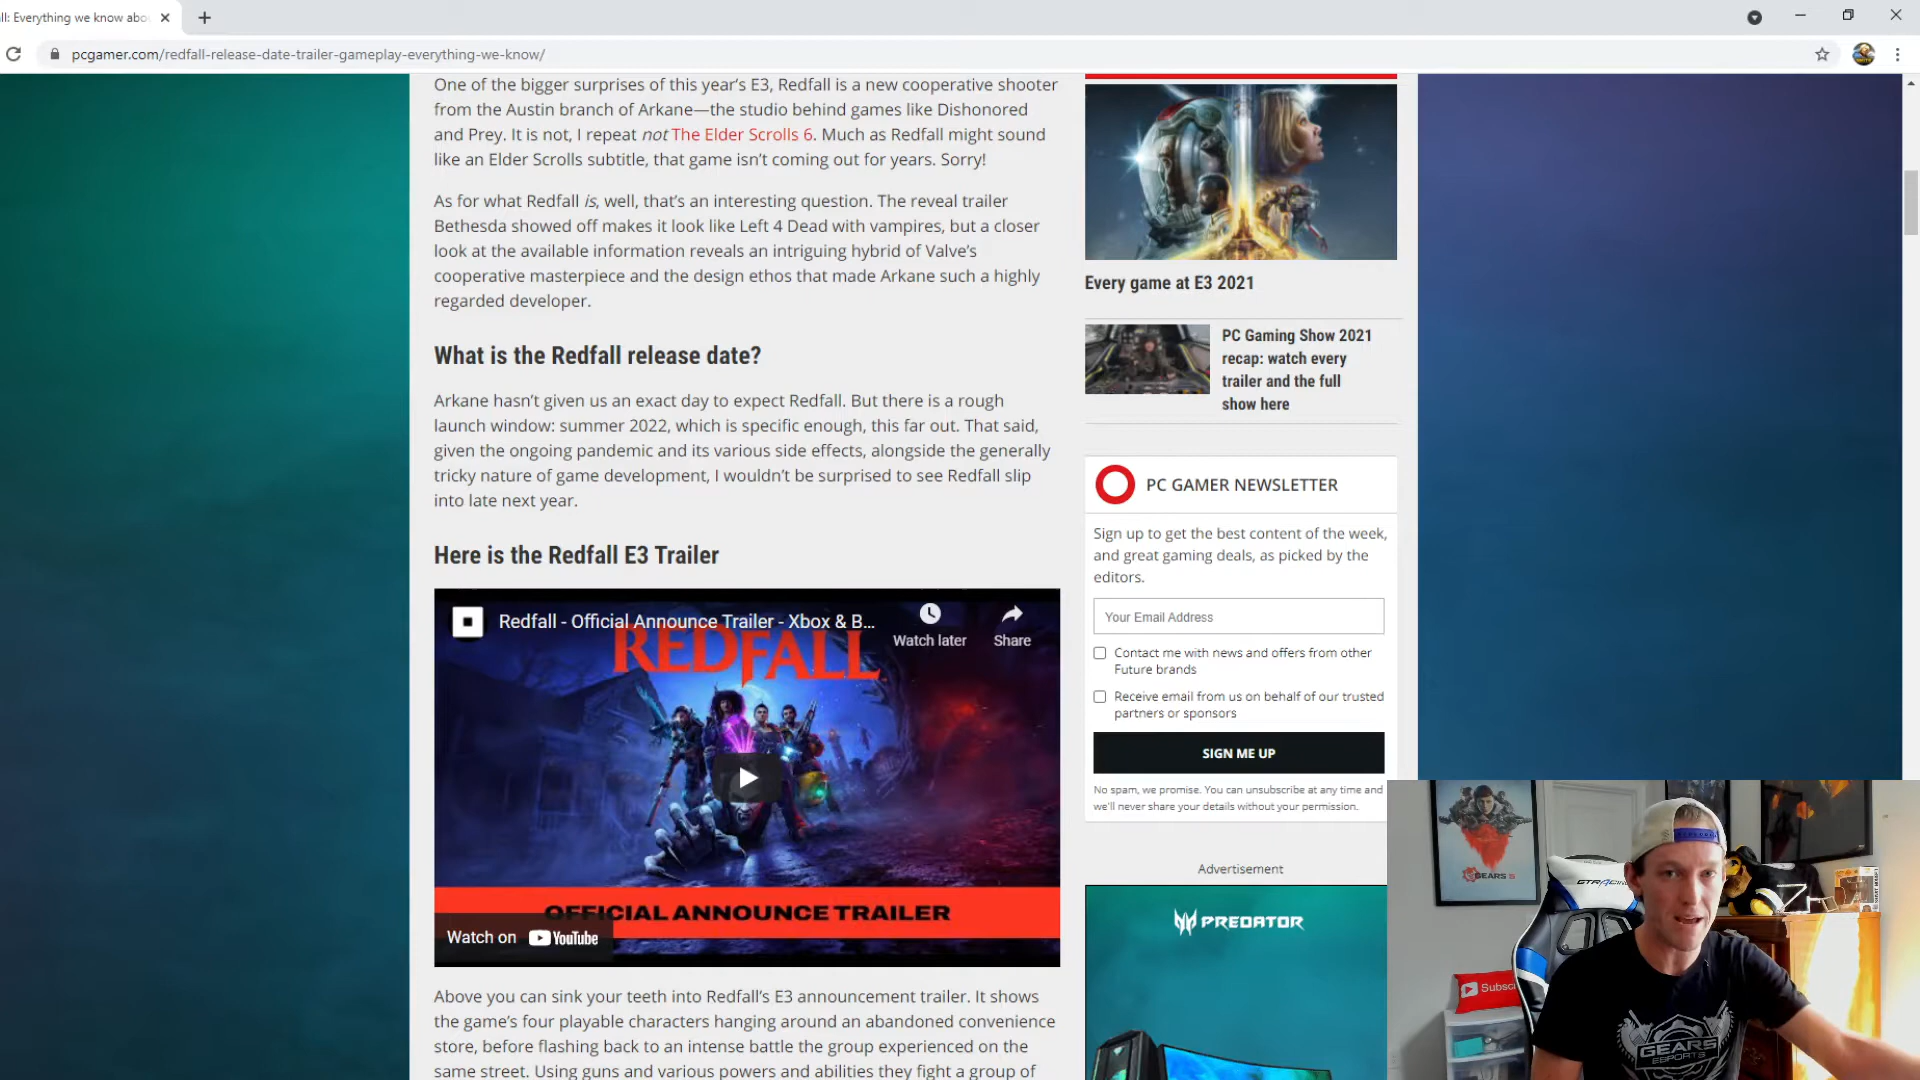 ll: Everything we know abo
pcgamer.com/redfall-release-date-trailer-gameplay-everything-we-know/
One of the bigger surprises of this year's E3, Redfall is a new cooperative shooter
from the Austin branch of Arkane—the studio behind games like Dishonored
and Prey. It is not, I repeat not The Elder Scrolls 6. Much as Redfall might sound
like an Elder Scrolls subtitle, that game isn't coming out for years. Sorry!
As for what Redfall is, well, that's an interesting question. The reveal trailer
Bethesda showed off makes it look like Left 4 Dead with vampires, but a closer
look at the available information reveals an intriguing hybrid of Valve's
cooperative masterpiece and the design ethos that made Arkane such a highly
regarded developer.
What is the Redfall release date?
Arkane hasn't given us an exact day to expect Redfall. But there is a rough
launch window: summer 2022, which is specific enough, this far out. That said,
given the ongoing pandemic and its various side effects, alongside the generally
tricky nature of game development, I wouldn't be surprised to see Redfall slip
into late next year.
Here is the Redfall E3 Trailer
Redfall - Official Announce Trailer - Xbox & B...
Watch later
Share
REDFALL
OFFICIAL ANNOUNCE TRAILER
Watch on YouTube
Above you can sink your teeth into Redfall's E3 announcement trailer. It shows
the game's four playable characters hanging around an abandoned convenience
store, before flashing back to an intense battle the group experienced on the
same street. Using guns and various powers and abilities they fight a group of
Every game at E3 2021
PC Gaming Show 2021
recap: watch every
trailer and the full
show here
PC GAMER NEWSLETTER
Sign up to get the best content of the week,
and great gaming deals, as picked by the
editors.
Your Email Address
Contact me with news and offers from other
Future brands
Receive email from us on behalf of our trusted
partners or sponsors
SIGN ME UP
No spam, we promise. You can unsubscribe at any time and
we'll never share your details without your permission.
Advertisement
PREDATOR
GEARS 5
GTRACING
Subsc
GEARS
ESPORTS